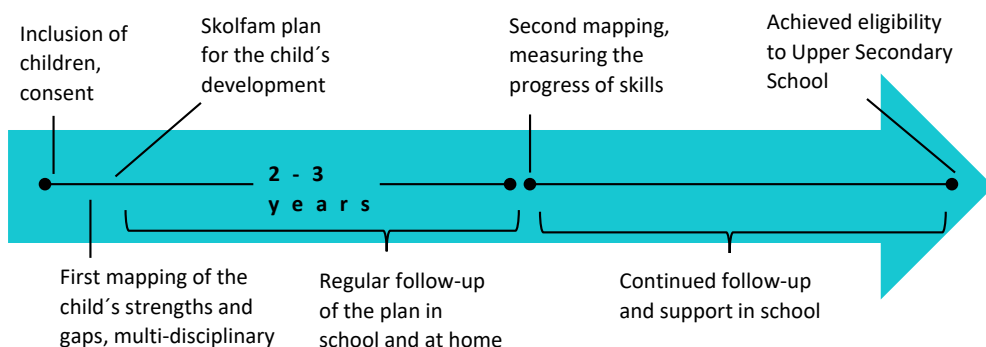 Inclusion of
children,
consent
Skolfam plan
for the child´s
development
Second mapping,
measuring the
progress of skills
Achieved eligibility
to Upper Secondary
School
2 - 3
years
First mapping of the
child´s strengths and
gaps, multi-disciplinary
Regular follow-up
of the plan in
school and at home
Continued follow-up
and support in school